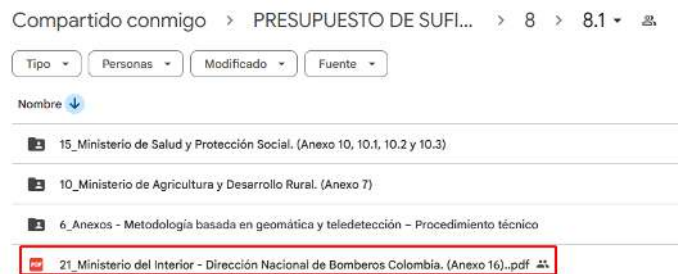 Compartido conmigo > PRESUPUESTO DE SUFI... > 8 > 8.1
Tipo Personas Modificado Fuente
Nombre
15_Ministerio de Salud y Protección Social. (Anexo 10, 10.1, 10.2 y 10.3)
10_Ministerio de Agricultura y Desarrollo Rural. (Anexo 7)
6_Anexos - Metodología basada en geomática y teledetección – Procedimiento técnico
PDF 21_Ministerio del Interior - Dirección Nacional de Bomberos Colombia. (Anexo 16)..pdf